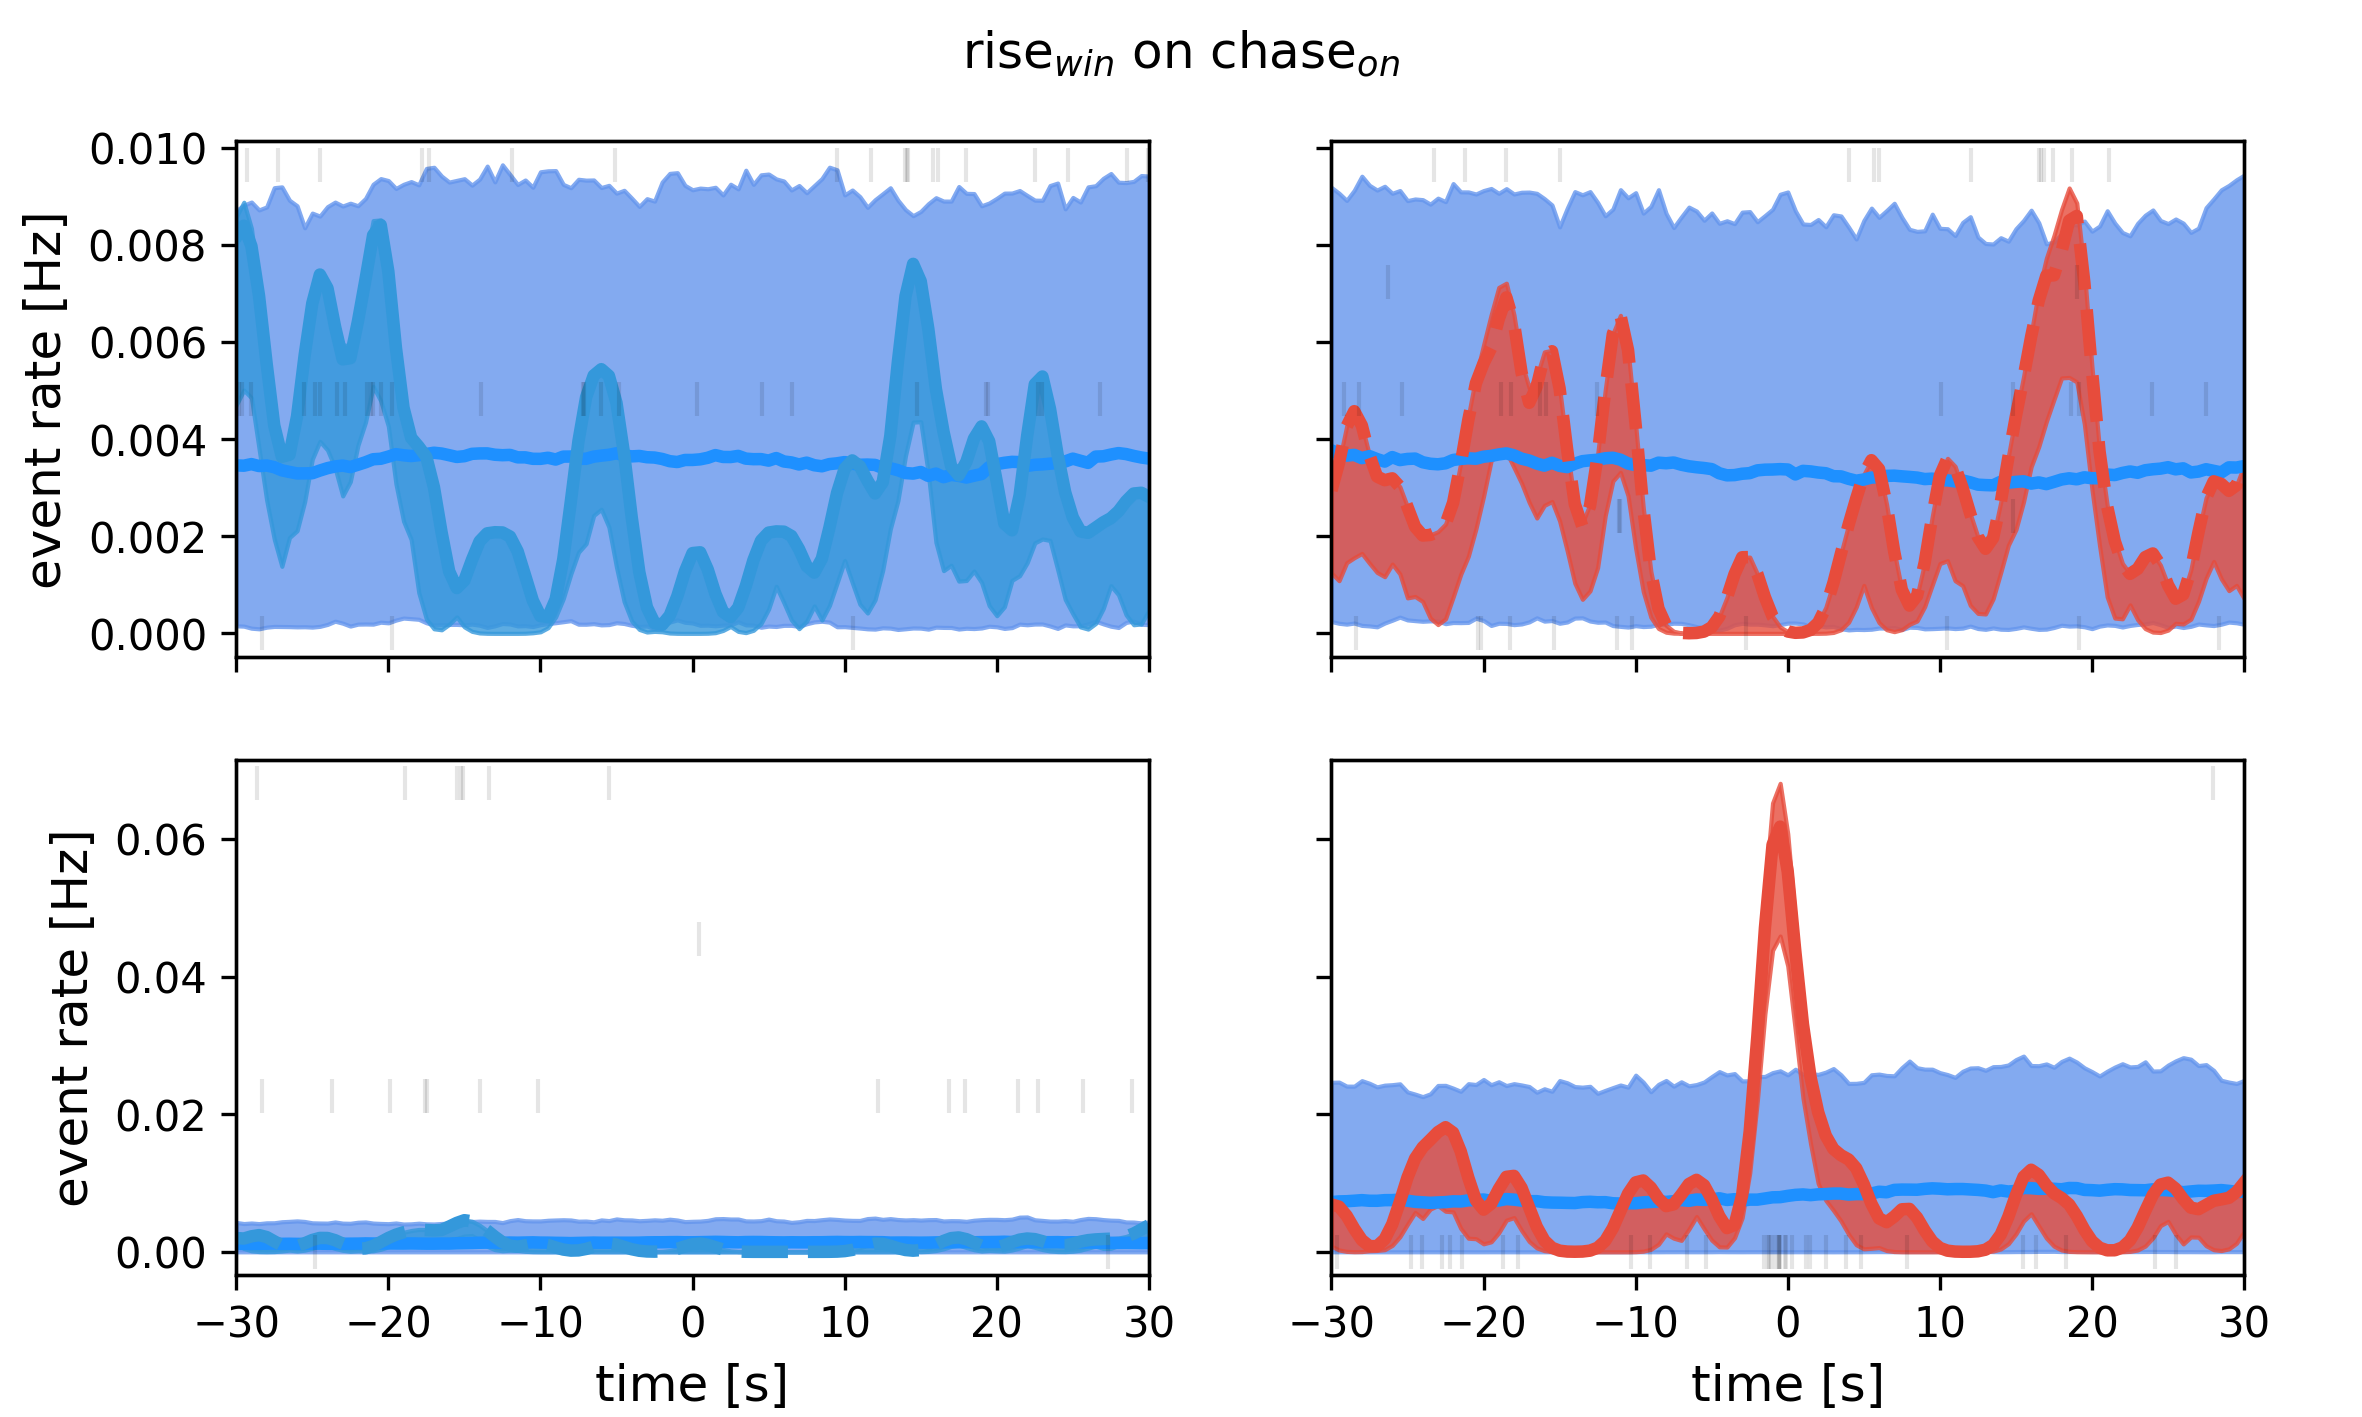 rise_win on chase_on
0.010
0.008
0.006
0.004
0.002
0.000
event rate [Hz]
0.06
0.04
0.02
0.00
event rate [Hz]
−30 −20 −10 0 10 20 30
−30 −20 −10 0 10 20 30
time [s]
time [s]